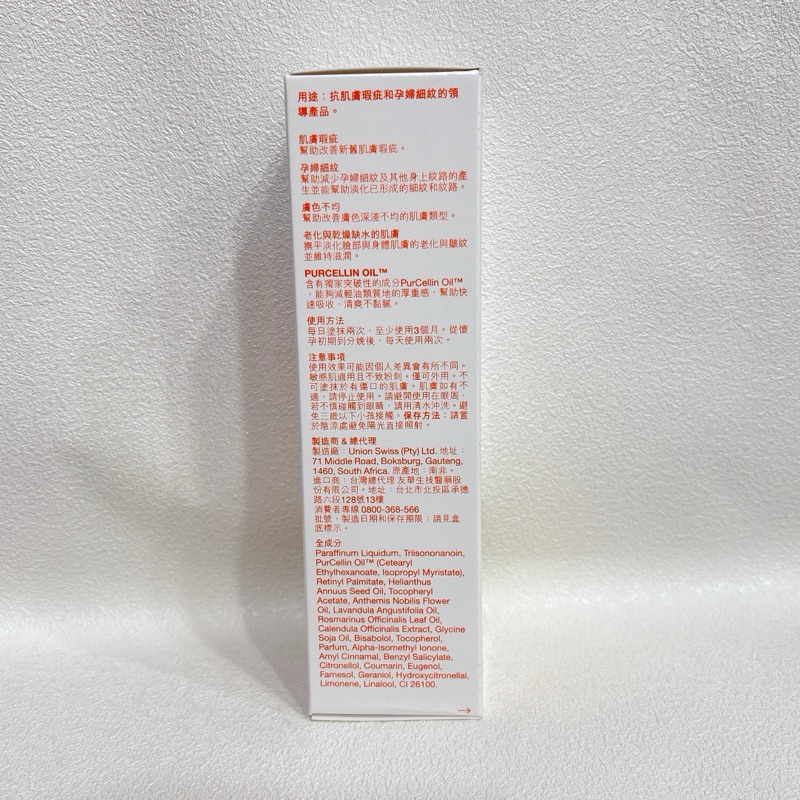 用途：抗肌膚瑕疵和孕婦細紋的領
導產品。
肌膚瑕疵
幫助改善新舊肌膚瑕疵。
孕婦細紋
幫助減少孕婦細紋及其他身上紋路的產
生並能幫助淡化已形成的細紋和紋路。
膚色不均
幫助改善膚色深淺不均的肌膚類型。
老化與乾燥缺水的肌膚
撫平淡化臉部與身體肌膚的老化與皺紋
並維持滋潤。
PURCELLIN OIL™
含有獨家突破性的成分PurCellin Oil™
，能夠減輕油類質地的厚重感，幫助快
速吸收，清爽不黏膩。
使用方法
每日塗抹兩次，至少使用3個月。從懷
孕初期到分娩後，每天使用兩次。
注意事項
使用效果可能因個人差異會有所不同。
敏感肌適用且不致粉刺。僅可外用。不
可塗抹於有傷口的肌膚。肌膚如有不
適，請停止使用。請避開使用在眼周，
若不慎碰觸到眼睛，請用清水沖洗。避
免三歲以下小孩接觸。保存方法：請置
於陰涼處避免陽光直接照射。
製造商 & 總代理
製造廠：Union Swiss (Pty) Ltd. 地址：
71 Middle Road, Boksburg, Gauteng,
1460, South Africa. 原產地：南非。
進口商：台灣總代理 友華生技醫藥股
份有限公司。地址：台北市北投區承德
路六段128號13樓
消費者專線 0800-368-566
批號、製造日期和保存期限：請見盒
底標示。
全成分
Paraffinum Liquidum, Triisononanoin,
PurCellin Oil™ (Cetearyl
Ethylhexanoate, Isopropyl Myristate),
Retinyl Palmitate, Helianthus
Annuus Seed Oil, Tocopheryl
Acetate, Anthemis Nobilis Flower
Oil, Lavandula Angustifolia Oil,
Rosmarinus Officinalis Leaf Oil,
Calendula Officinalis Extract, Glycine
Soja Oil, Bisabolol, Tocopherol,
Parfum, Alpha-Isomethyl Ionone,
Amyl Cinnamal, Benzyl Salicylate,
Citronellol, Coumarin, Eugenol,
Farnesol, Geraniol, Hydroxycitronellal,
Limonene, Linalool, CI 26100.